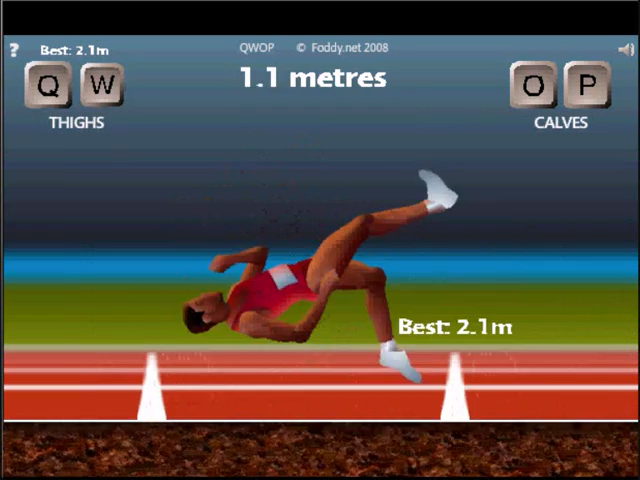 ? Best: 2.1m QWOP © Foddy.net 2008
1.1 metres
Q W O P
THIGHS CALVES
Best: 2.1m